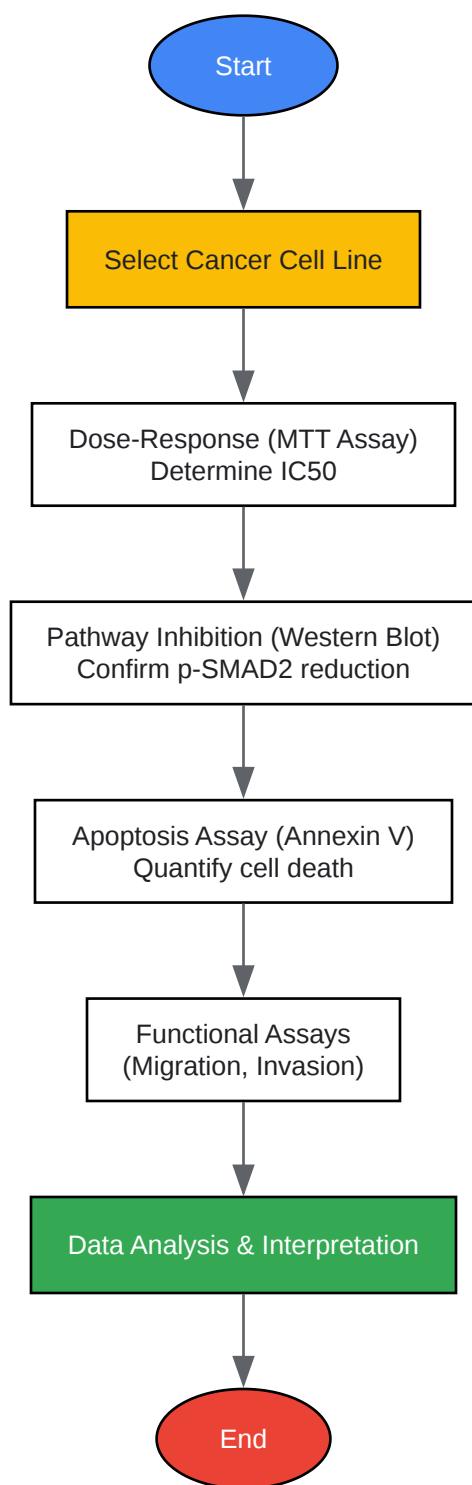 Start
Select Cancer Cell Line
Dose-Response (MTT Assay)
Determine IC50
Pathway Inhibition (Western Blot)
Confirm p-SMAD2 reduction
Apoptosis Assay (Annexin V)
Quantify cell death
Functional Assays
(Migration, Invasion)
Data Analysis & Interpretation
End